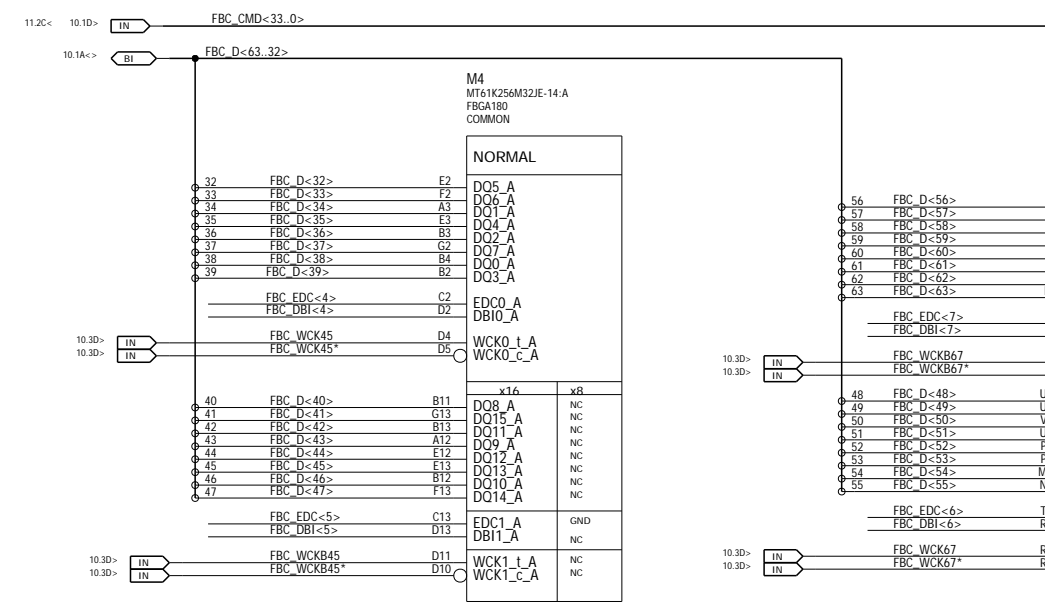 11.2C< 10.1D> IN FBC_CMD<33..0>
10.1A<> BI FBC_D<63..32>
M4
MT61K256M32JE-14:A
FBGA180
COMMON
NORMAL
32 FBC_D<32> E2 DQ5_A
33 FBC_D<33> F2 DQ6_A
34 FBC_D<34> A3 DQ1_A
35 FBC_D<35> E3 DQ4_A
36 FBC_D<36> B3 DQ2_A
37 FBC_D<37> G2 DQ7_A
38 FBC_D<38> B4 DQ0_A
39 FBC_D<39> B2 DQ3_A
FBC_EDC<4> C2 EDC0_A
FBC_DBI<4> D2 DBI0_A
10.3D> IN FBC_WCK45 D4 WCK0_t_A
10.3D> IN FBC_WCK45* D5 WCK0_c_A
x16 x8
40 FBC_D<40> B11 DQ8_A NC
41 FBC_D<41> G13 DQ15_A NC
42 FBC_D<42> B13 DQ11_A NC
43 FBC_D<43> A12 DQ9_A NC
44 FBC_D<44> E12 DQ12_A NC
45 FBC_D<45> E13 DQ13_A NC
46 FBC_D<46> B12 DQ10_A NC
47 FBC_D<47> F13 DQ14_A NC
FBC_EDC<5> C13 EDC1_A GND
FBC_DBI<5> D13 DBI1_A NC
10.3D> IN FBC_WCKB45 D11 WCK1_t_A NC
10.3D> IN FBC_WCKB45* D10 WCK1_c_A NC
56 FBC_D<56>
57 FBC_D<57>
58 FBC_D<58>
59 FBC_D<59>
60 FBC_D<60>
61 FBC_D<61>
62 FBC_D<62>
63 FBC_D<63>
FBC_EDC<7>
FBC_DBI<7>
10.3D> IN FBC_WCKB67
10.3D> IN FBC_WCKB67*
48 FBC_D<48>
49 FBC_D<49>
50 FBC_D<50>
51 FBC_D<51>
52 FBC_D<52>
53 FBC_D<53>
54 FBC_D<54>
55 FBC_D<55>
FBC_EDC<6>
FBC_DBI<6>
10.3D> IN FBC_WCK67
10.3D> IN FBC_WCK67*